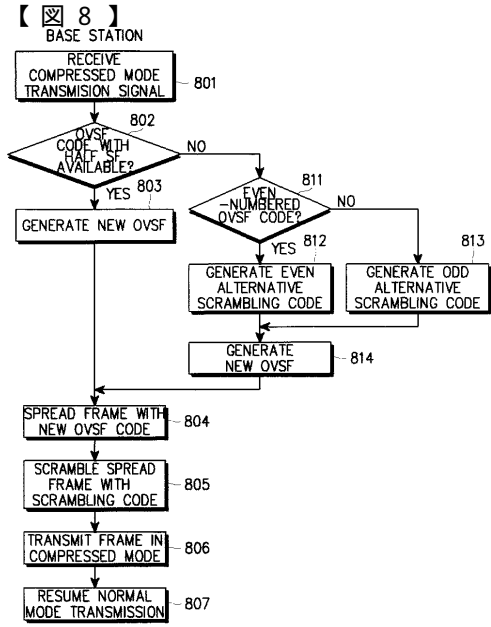 【図8】
BASE STATION
RECEIVE
COMPRESSED MODE
TRANSMISION SIGNAL
801
802
OVSF
CODE WITH
HALF SF
AVAILABLE?
NO
YES
803
GENERATE NEW OVSF
811
EVEN
-NUMBERED
OVSF CODE?
NO
YES
812
813
GENERATE EVEN
ALTERNATIVE
SCRAMBLING CODE
GENERATE ODD
ALTERNATIVE
SCRAMBLING CODE
GENERATE
NEW OVSF
814
SPREAD FRAME WITH
NEW OVSF CODE
804
SCRAMBLE SPREAD
FRAME WITH
SCRAMBLING CODE
805
TRANSMIT FRAME IN
COMPRESSED MODE
806
RESUME NORMAL
MODE TRANSMISSION
807